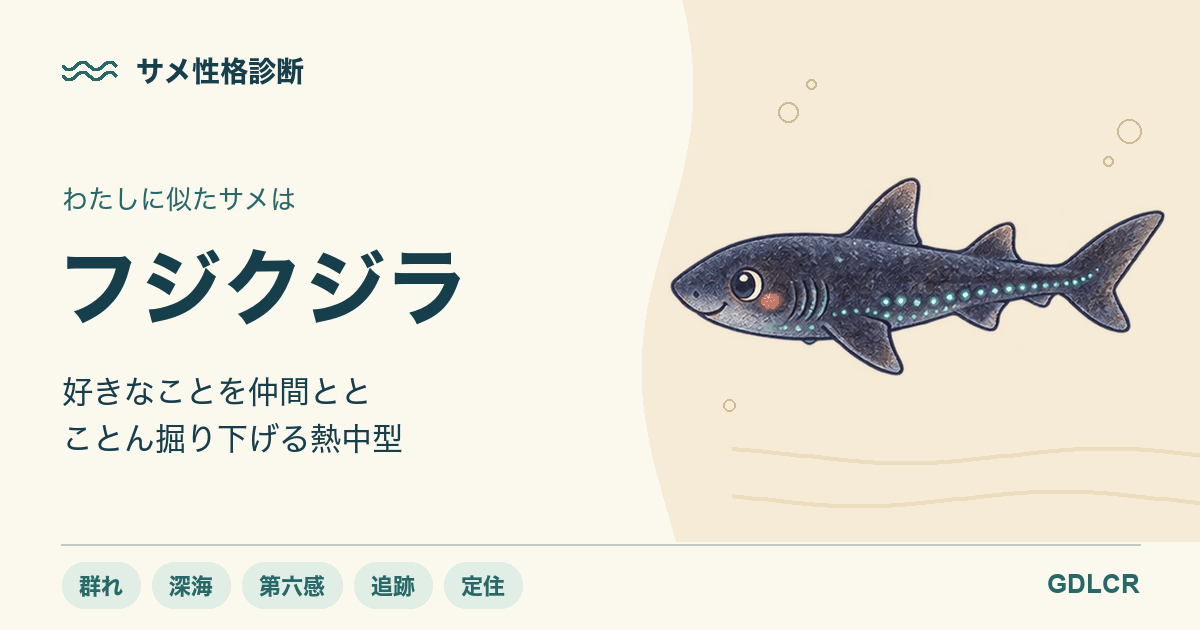 サメ性格診断
わたしに似たサメは
フジクジラ
好きなことを仲間とと
ことん掘り下げる熱中型
群れ 深海 第六感 追跡 定住
GDLCR